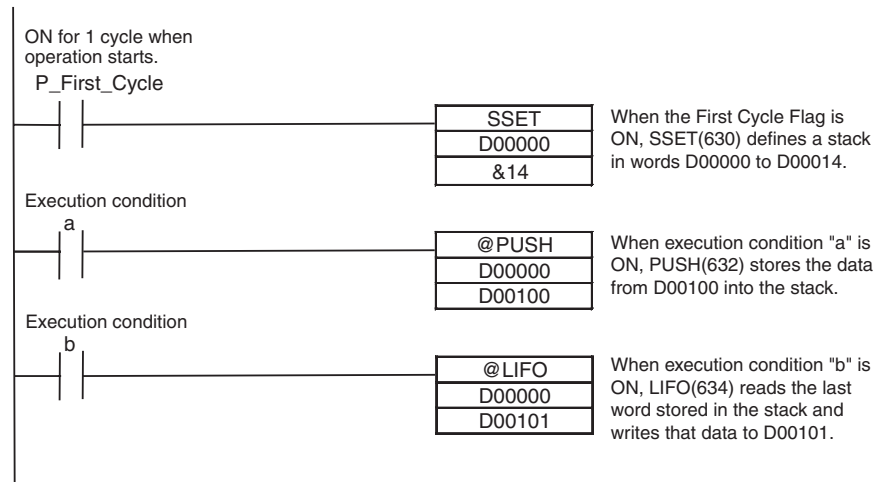 ON for 1 cycle when
operation starts.
P_First_Cycle
SSET
D00000
&14
When the First Cycle Flag is
ON, SSET(630) defines a stack
in words D00000 to D00014.
Execution condition
a
@PUSH
D00000
D00100
When execution condition "a" is
ON, PUSH(632) stores the data
from D00100 into the stack.
Execution condition
b
@LIFO
D00000
D00101
When execution condition "b" is
ON, LIFO(634) reads the last
word stored in the stack and
writes that data to D00101.